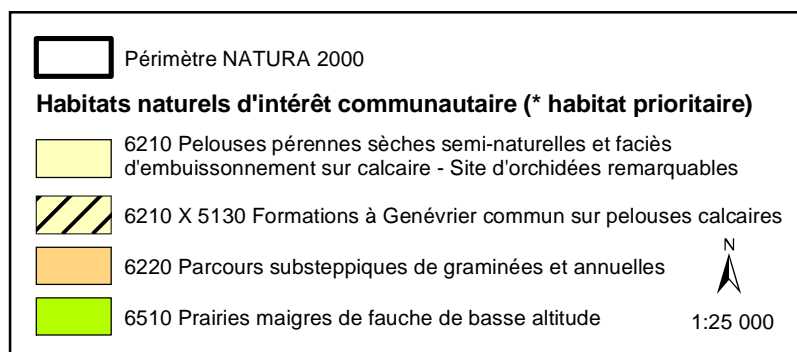 Périmètre NATURA 2000
Habitats naturels d'intérêt communautaire (* habitat prioritaire)
6210 Pelouses pérennes sèches semi-naturelles et faciès
d'embuissonnement sur calcaire - Site d'orchidées remarquables
6210 X 5130 Formations à Genévrier commun sur pelouses calcaires
6220 Parcours substeppiques de graminées et annuelles
N
6510 Prairies maigres de fauche de basse altitude
1:25 000